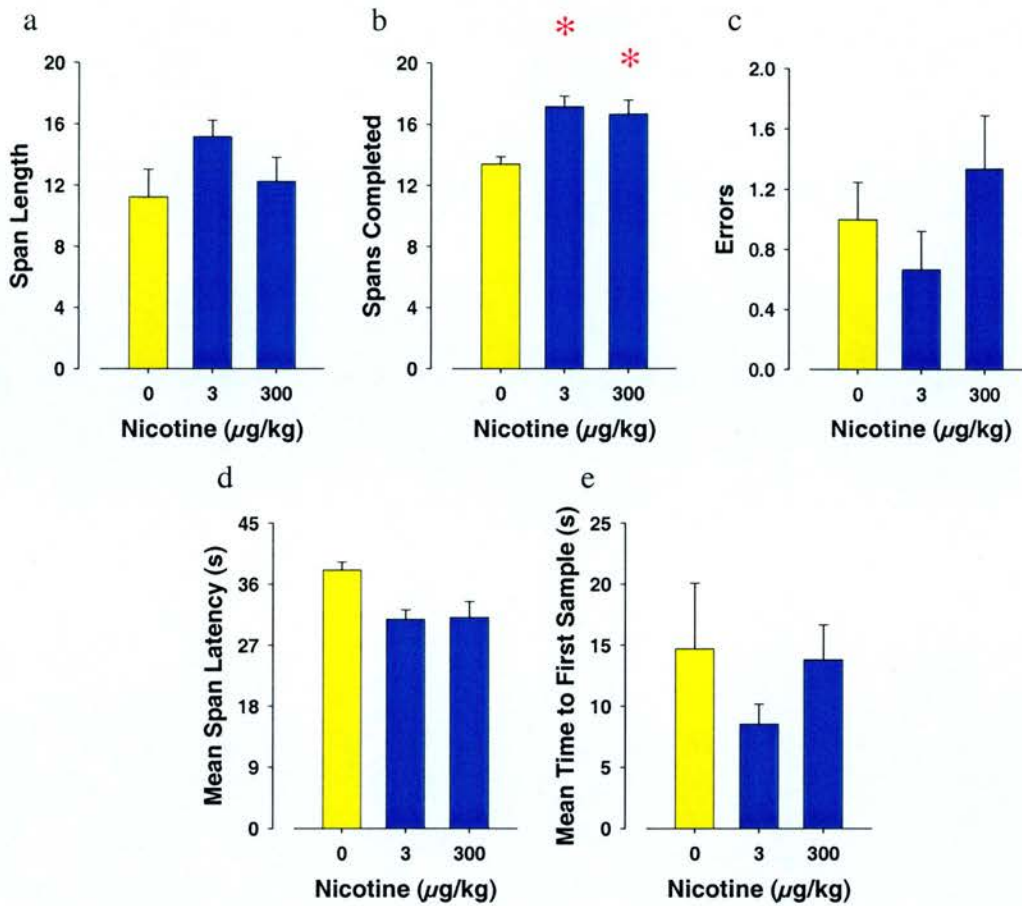 a
b
c
20
16
12
8
4
0
Span Length
0 3 300
Nicotine (µg/kg)
*
*
20
16
12
8
4
0
Spans Completed
0 3 300
Nicotine (µg/kg)
2.0
1.6
1.2
0.8
0.4
0.0
Errors
0 3 300
Nicotine (µg/kg)
d
e
45
36
27
18
9
0
Mean Span Latency (s)
0 3 300
Nicotine (µg/kg)
25
20
15
10
5
0
Mean Time to First Sample (s)
0 3 300
Nicotine (µg/kg)